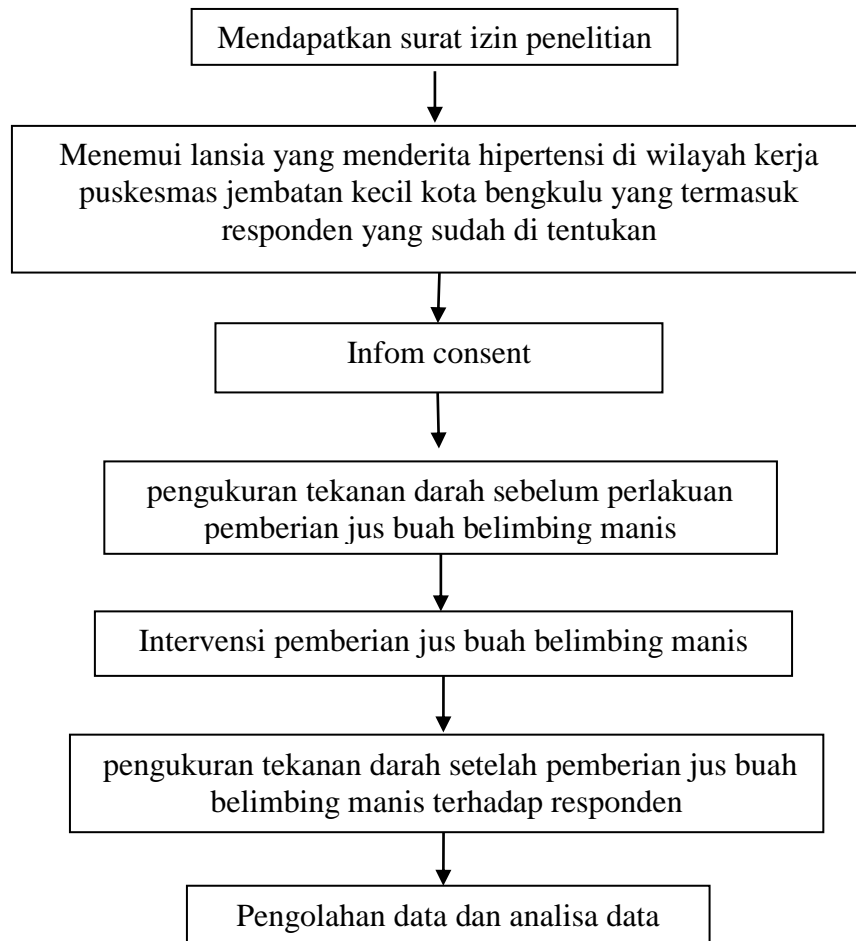 Mendapatkan surat izin penelitian
Menemui lansia yang menderita hipertensi di wilayah kerja
puskesmas jembatan kecil kota bengkulu yang termasuk
responden yang sudah di tentukan
Infom consent
pengukuran tekanan darah sebelum perlakuan
pemberian jus buah belimbing manis
Intervensi pemberian jus buah belimbing manis
pengukuran tekanan darah setelah pemberian jus buah
belimbing manis terhadap responden
Pengolahan data dan analisa data